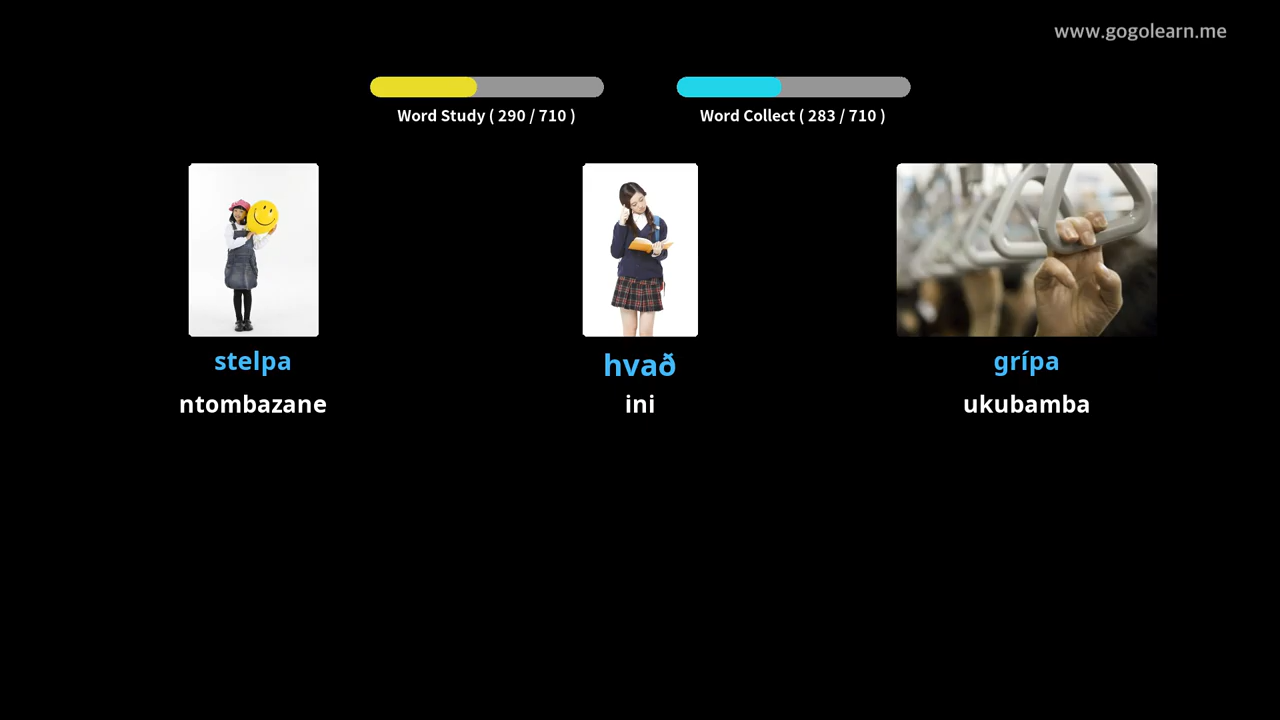 www.gogolearn.me
Word Study ( 290 / 710 )
Word Collect ( 283 / 710 )
stelpa
ntombazane
hvað
ini
grípa
ukubamba